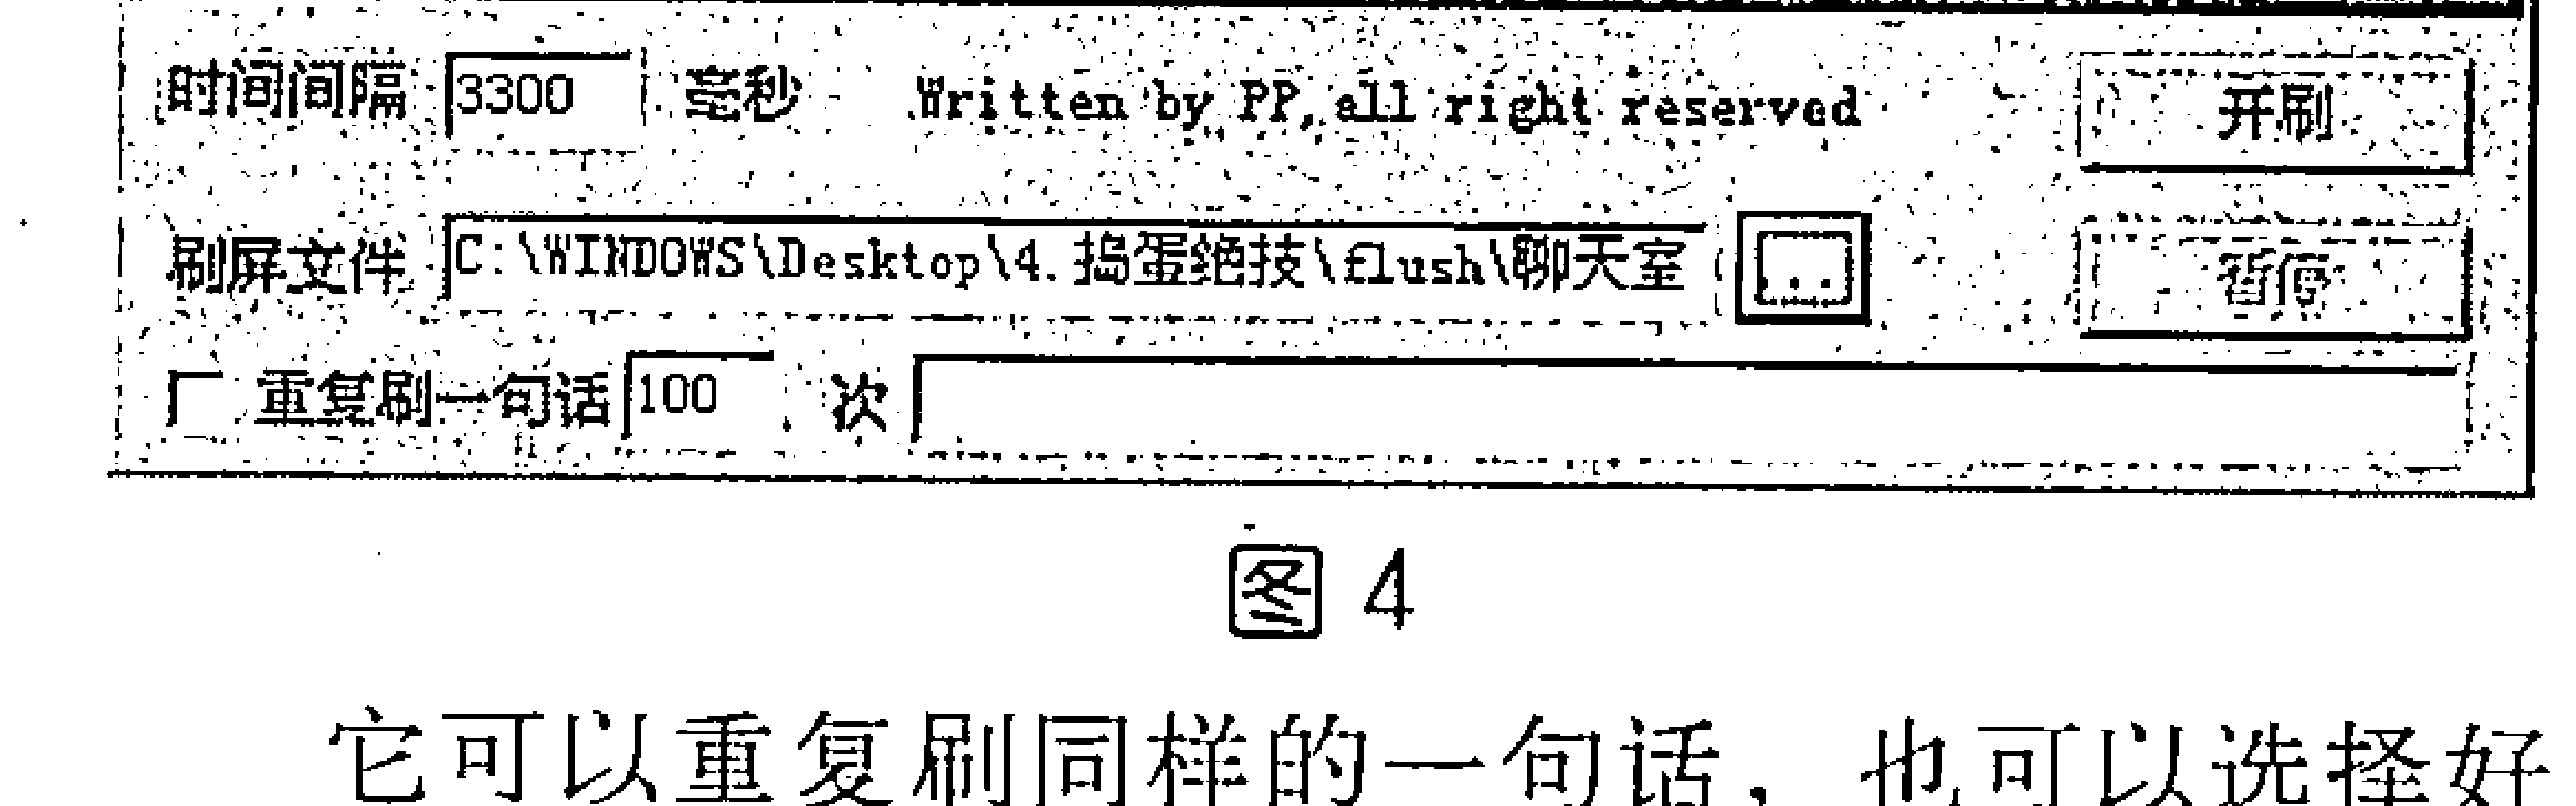 时间间隔 3300 毫秒 Written by PP, all right reserved 开刷
刷屏文件 C:\WINDOWS\Desktop\4.捣蛋绝技\flush\聊天室 .. 暂停
重复刷一句话 100 次
图 4
它可以重复刷同样的一句话，也可以选择好